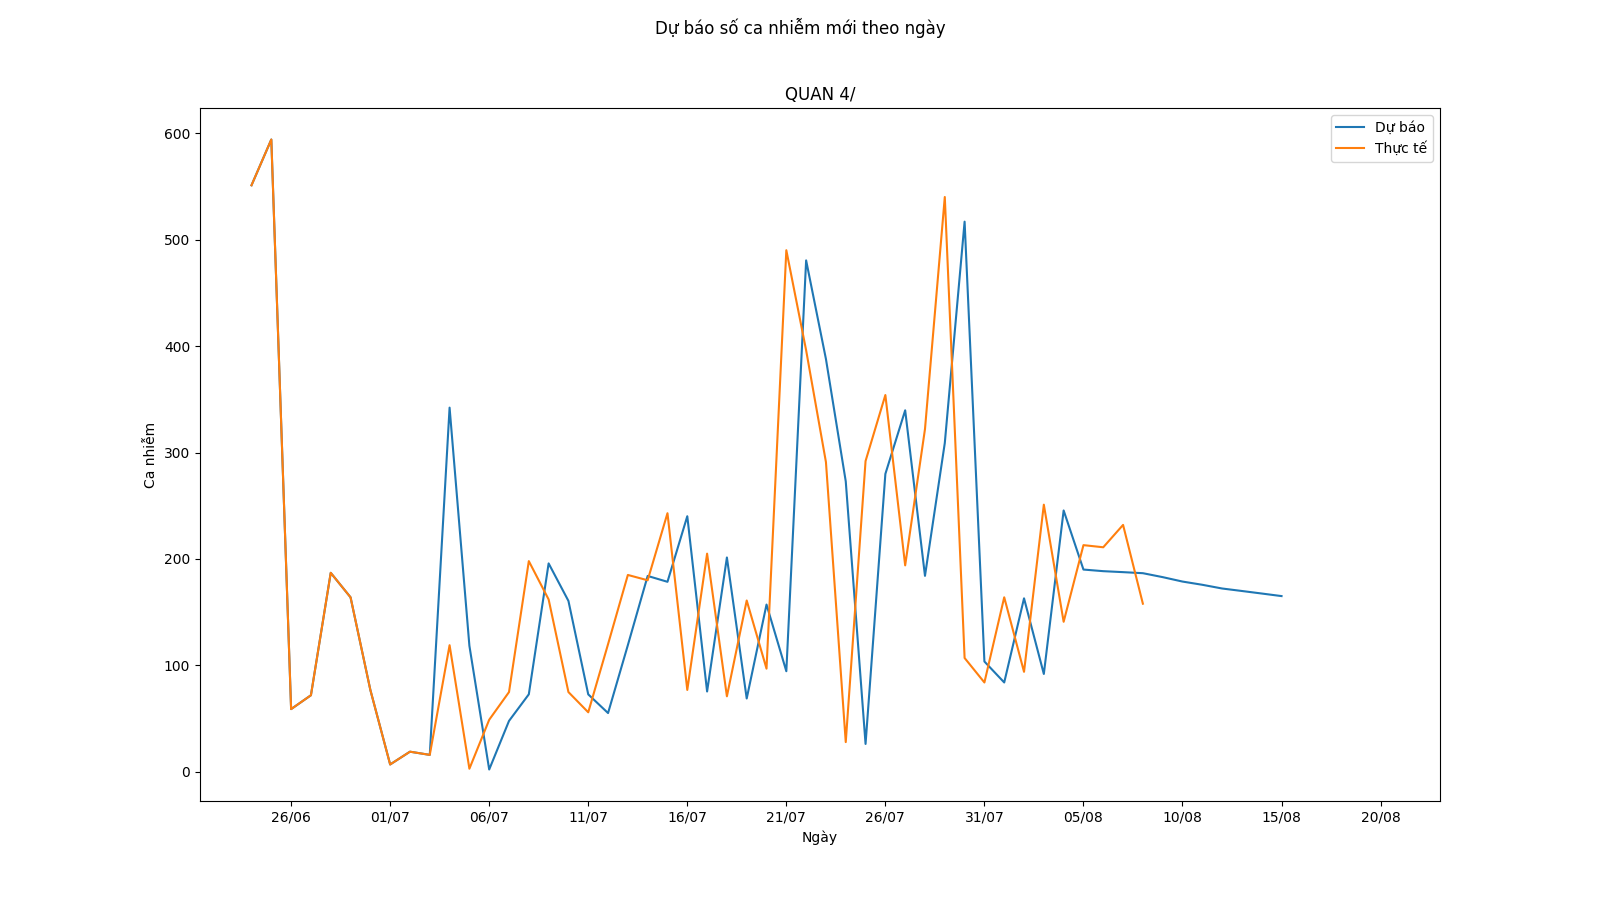 Dự báo số ca nhiễm mới theo ngày
QUAN 4/
Dự báo
Thực tế
600
500
400
300
200
100
0
Ca nhiễm
26/06 01/07 06/07 11/07 16/07 21/07 26/07 31/07 05/08 10/08 15/08 20/08
Ngày